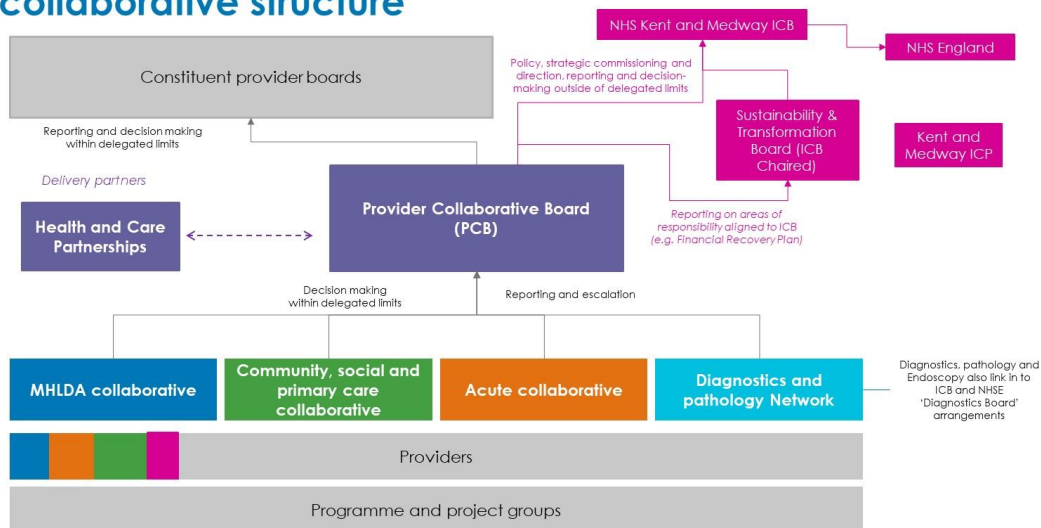 collaborative structure
NHS Kent and Medway ICB
NHS England
Constituent provider boards
Policy, strategic commissioning and
direction, reporting and decision-
making outside of delegated limits
Sustainability &
Transformation
Board (ICB
Chaired)
Kent and
Medway ICP
Reporting and decision making
within delegated limits
Delivery partners
Health and Care
Partnerships
Provider Collaborative Board
(PCB)
Reporting on areas of
responsibility aligned to ICB
(e.g. Financial Recovery Plan)
Decision making
within delegated limits
Reporting and escalation
MHLDA collaborative
Community, social and
primary care
collaborative
Acute collaborative
Diagnostics and
pathology Network
Diagnostics, pathology and
Endoscopy also link in to
ICB and NHSE
'Diagnostics Board'
arrangements
Providers
Programme and project groups